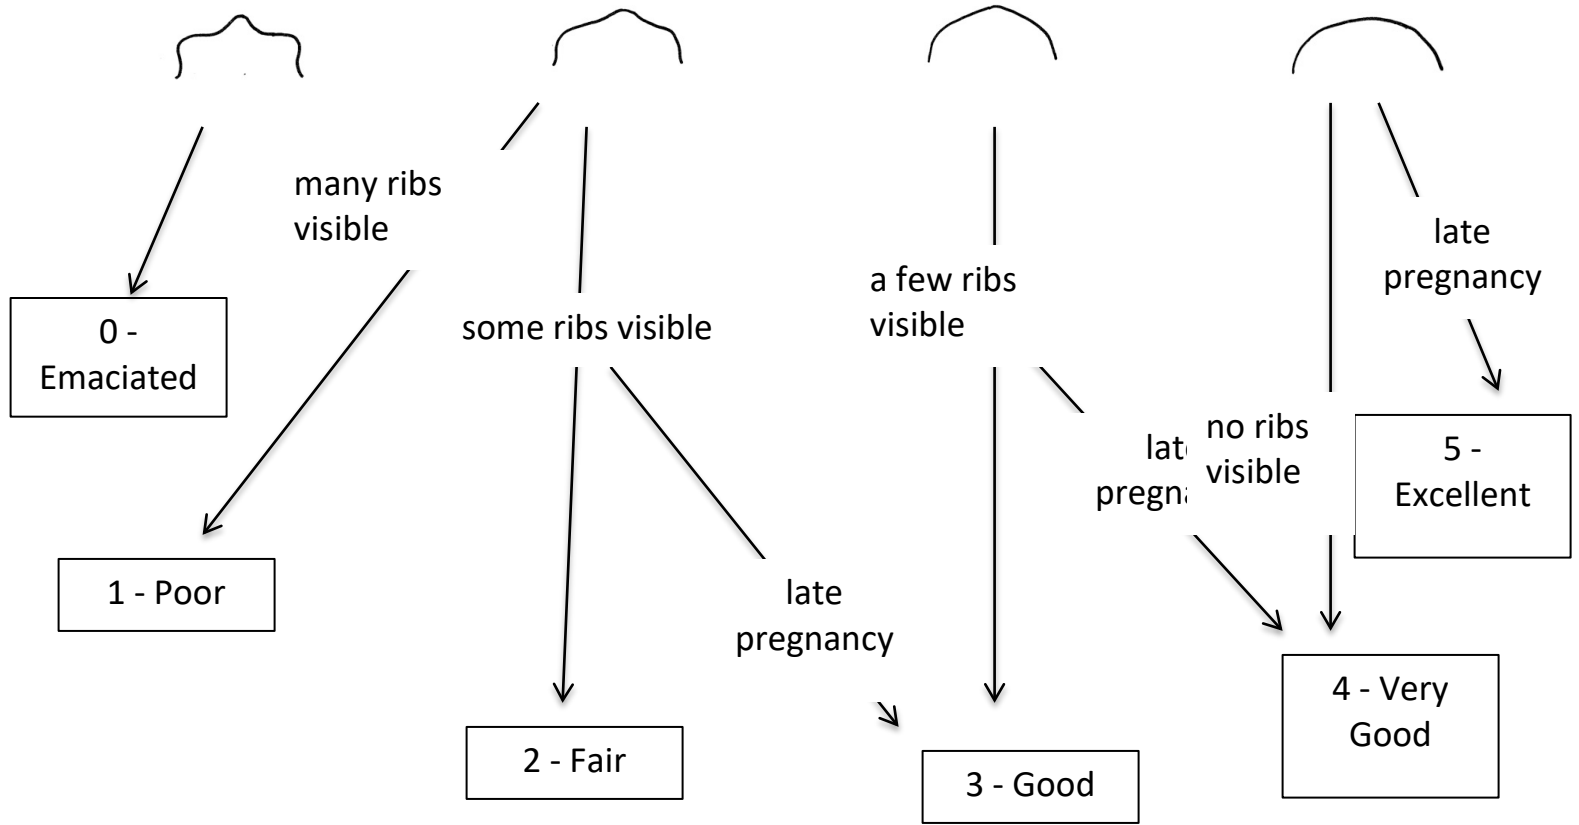 many ribs
visible
late
pregnancy
a few ribs
visible
some ribs visible
0 -
Emaciated
no ribs
visible
5 -
Excellent
1 - Poor
late
pregnancy
4 - Very
Good
2 - Fair
3 - Good